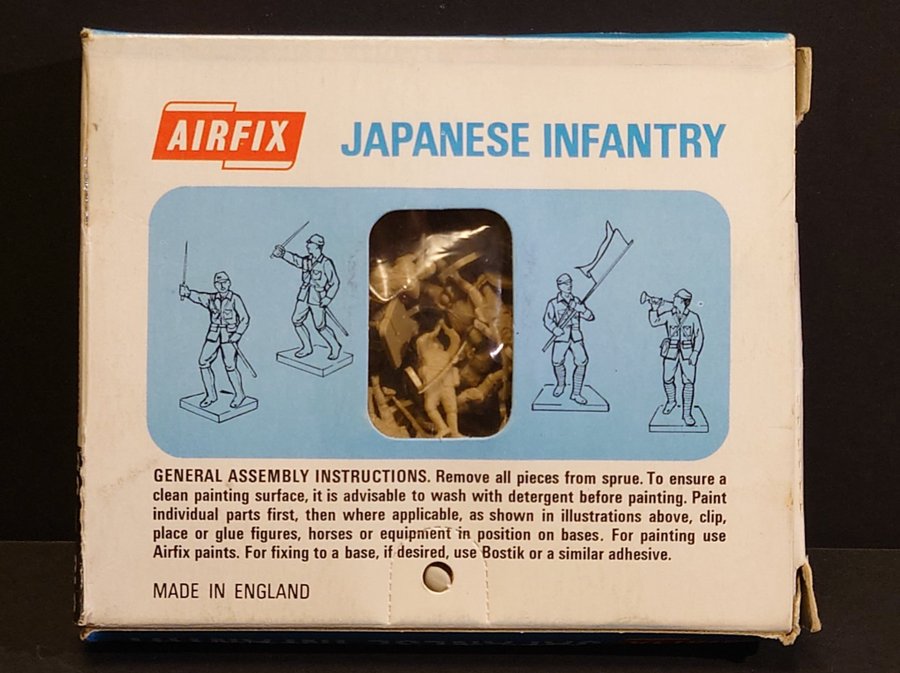 AIRFIX
JAPANESE INFANTRY
GENERAL ASSEMBLY INSTRUCTIONS. Remove all pieces from sprue. To ensure a
clean painting surface, it is advisable to wash with detergent before painting. Paint
individual parts first, then where applicable, as shown in illustrations above, clip,
place or glue figures, horses or equipment in position on bases. For painting use
Airfix paints. For fixing to a base, if desired, use Bostik or a similar adhesive.
MADE IN ENGLAND